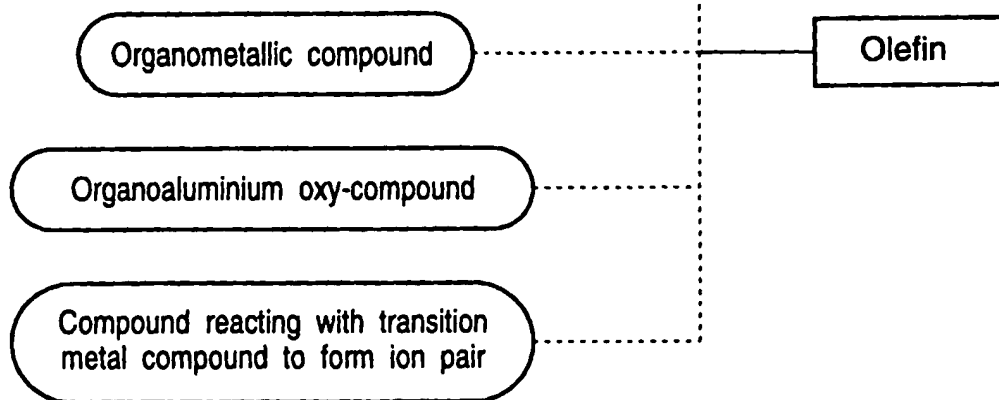 Organometallic compound
Olefin
Organoaluminium oxy-compound
Compound reacting with transition
metal compound to form ion pair